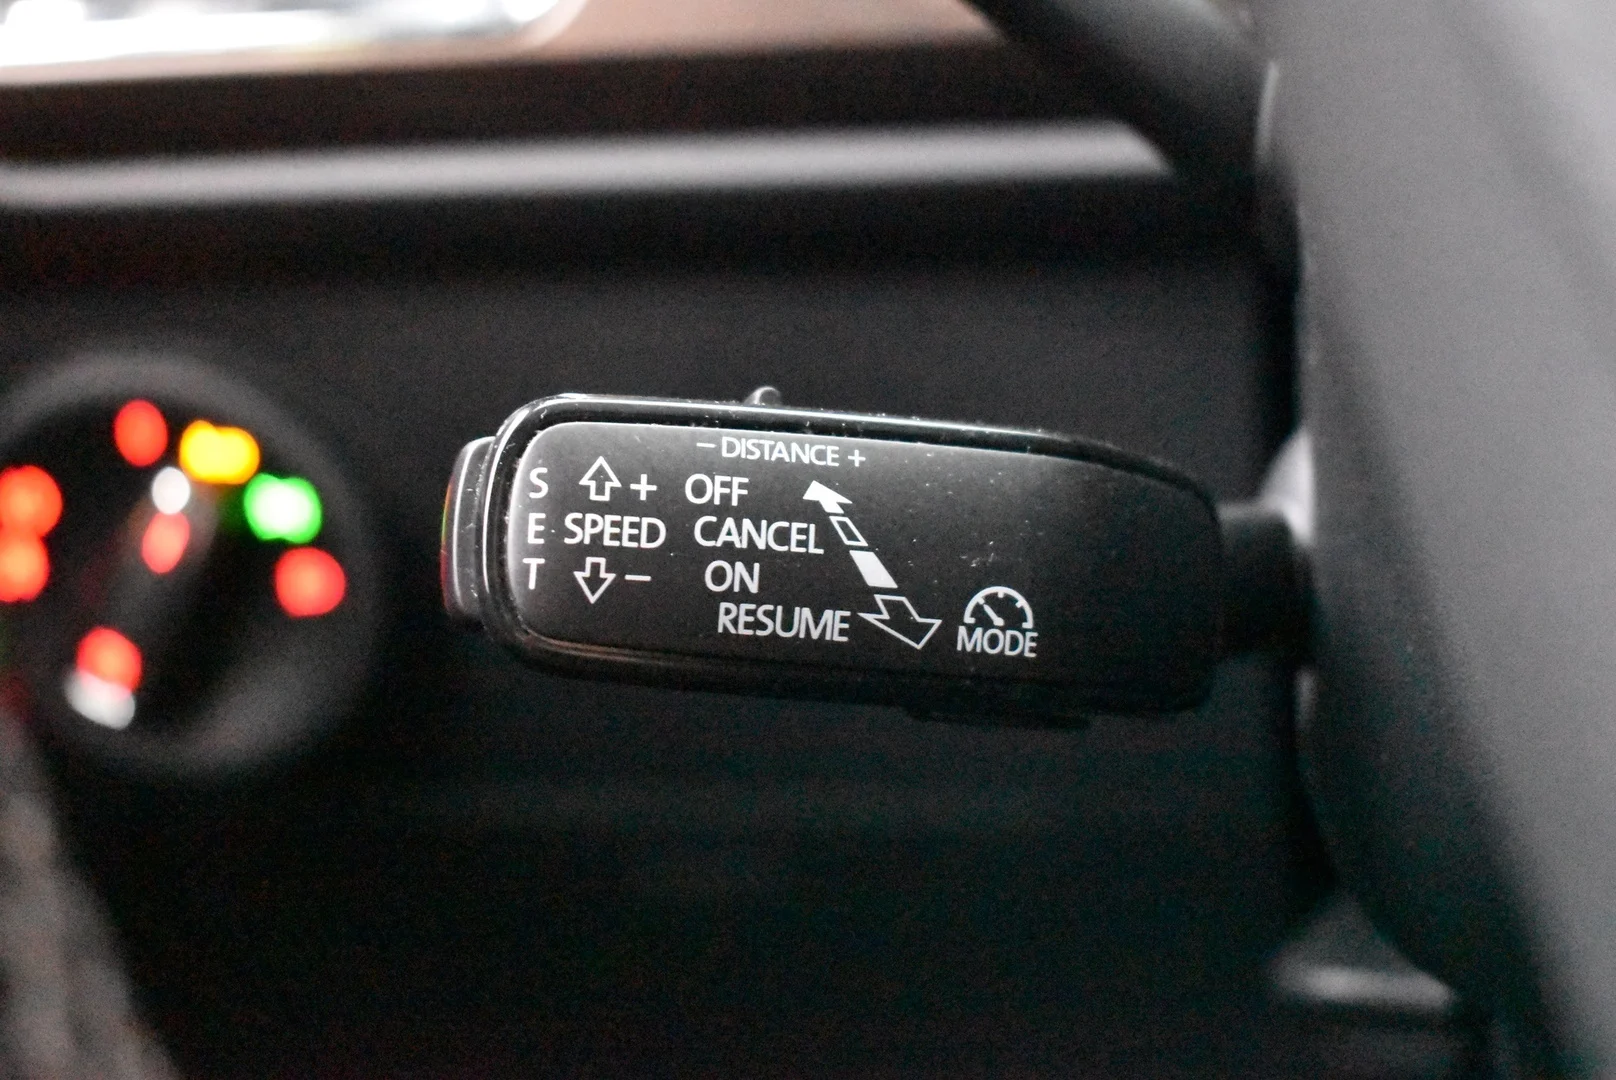 - DISTANCE +
S + OFF
E SPEED CANCEL
T - ON
RESUME
MODE